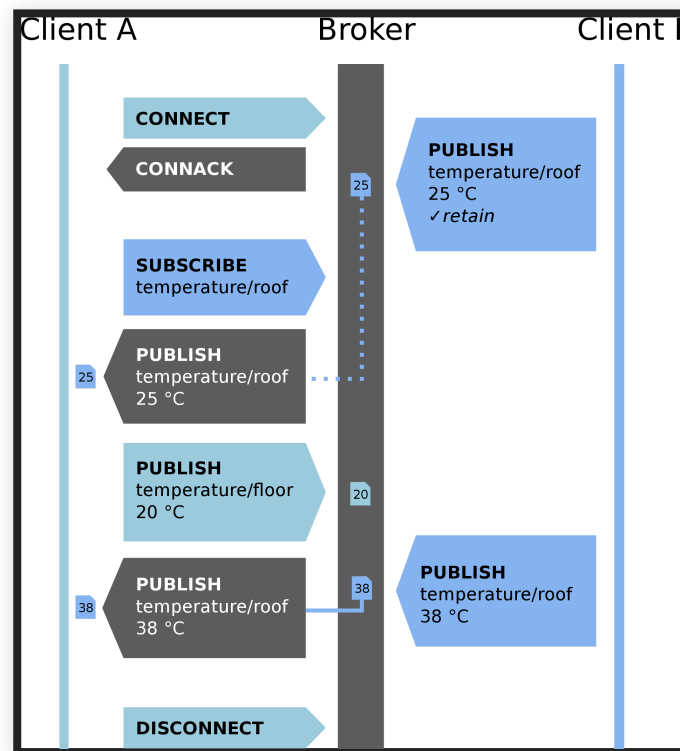 Client A
Broker
Client
CONNECT
CONNACK
PUBLISH
temperature/roof
25 °C
✓retain
25
SUBSCRIBE
temperature/roof
PUBLISH
temperature/roof
25 °C
25
PUBLISH
temperature/floor
20 °C
20
PUBLISH
temperature/roof
38 °C
38
PUBLISH
temperature/roof
38 °C
38
DISCONNECT